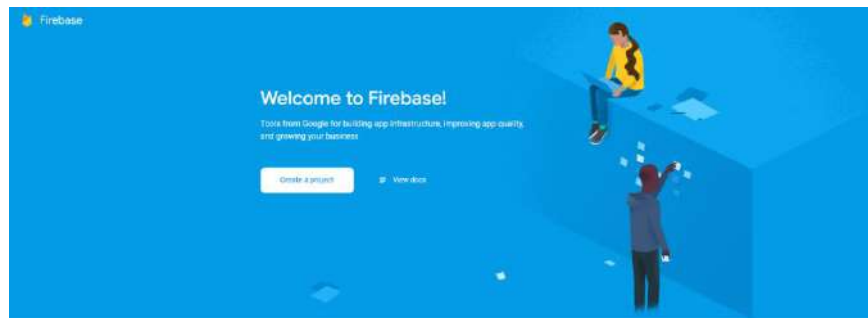 Firebase
Welcome to Firebase!
Tools from Google for building app infrastructure, improving app quality,
and growing your business
Create a project
View docs